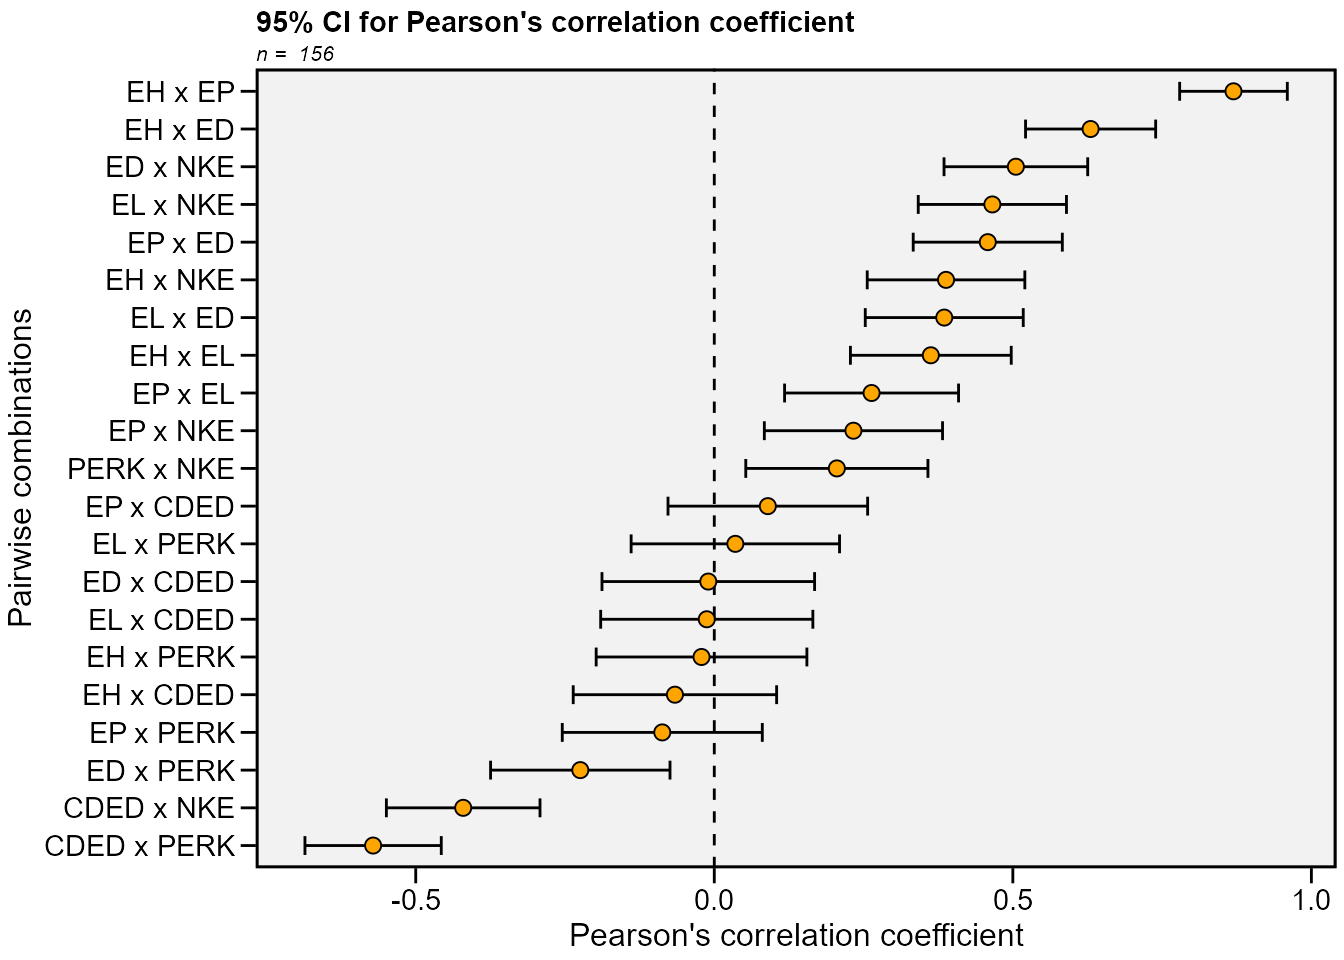 95% CI for Pearson's correlation coefficient
n = 156
EH x EP
EH x ED
ED x NKE
EL x NKE
EP x ED
EH x NKE
EL x ED
EH x EL
EP x EL
EP x NKE
PERK x NKE
EP x CDED
EL x PERK
ED x CDED
EL x CDED
EH x PERK
EH x CDED
EP x PERK
ED x PERK
CDED x NKE
CDED x PERK
Pairwise combinations
-0.5 0.0 0.5 1.0
Pearson's correlation coefficient